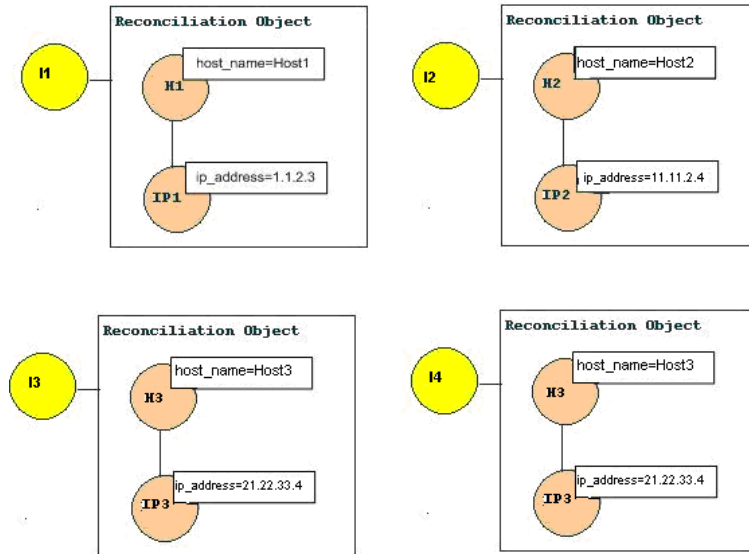 Reconciliation Object
I1
host_name=Host1
H1
ip_address=1.1.2.3
IP1
Reconciliation Object
I2
host_name=Host2
H2
ip_address=11.11.2.4
IP2
Reconciliation Object
I3
host_name=Host3
H3
ip_address=21.22.33.4
IP3
Reconciliation Object
I4
host_name=Host3
H3
ip_address=21.22.33.4
IP3